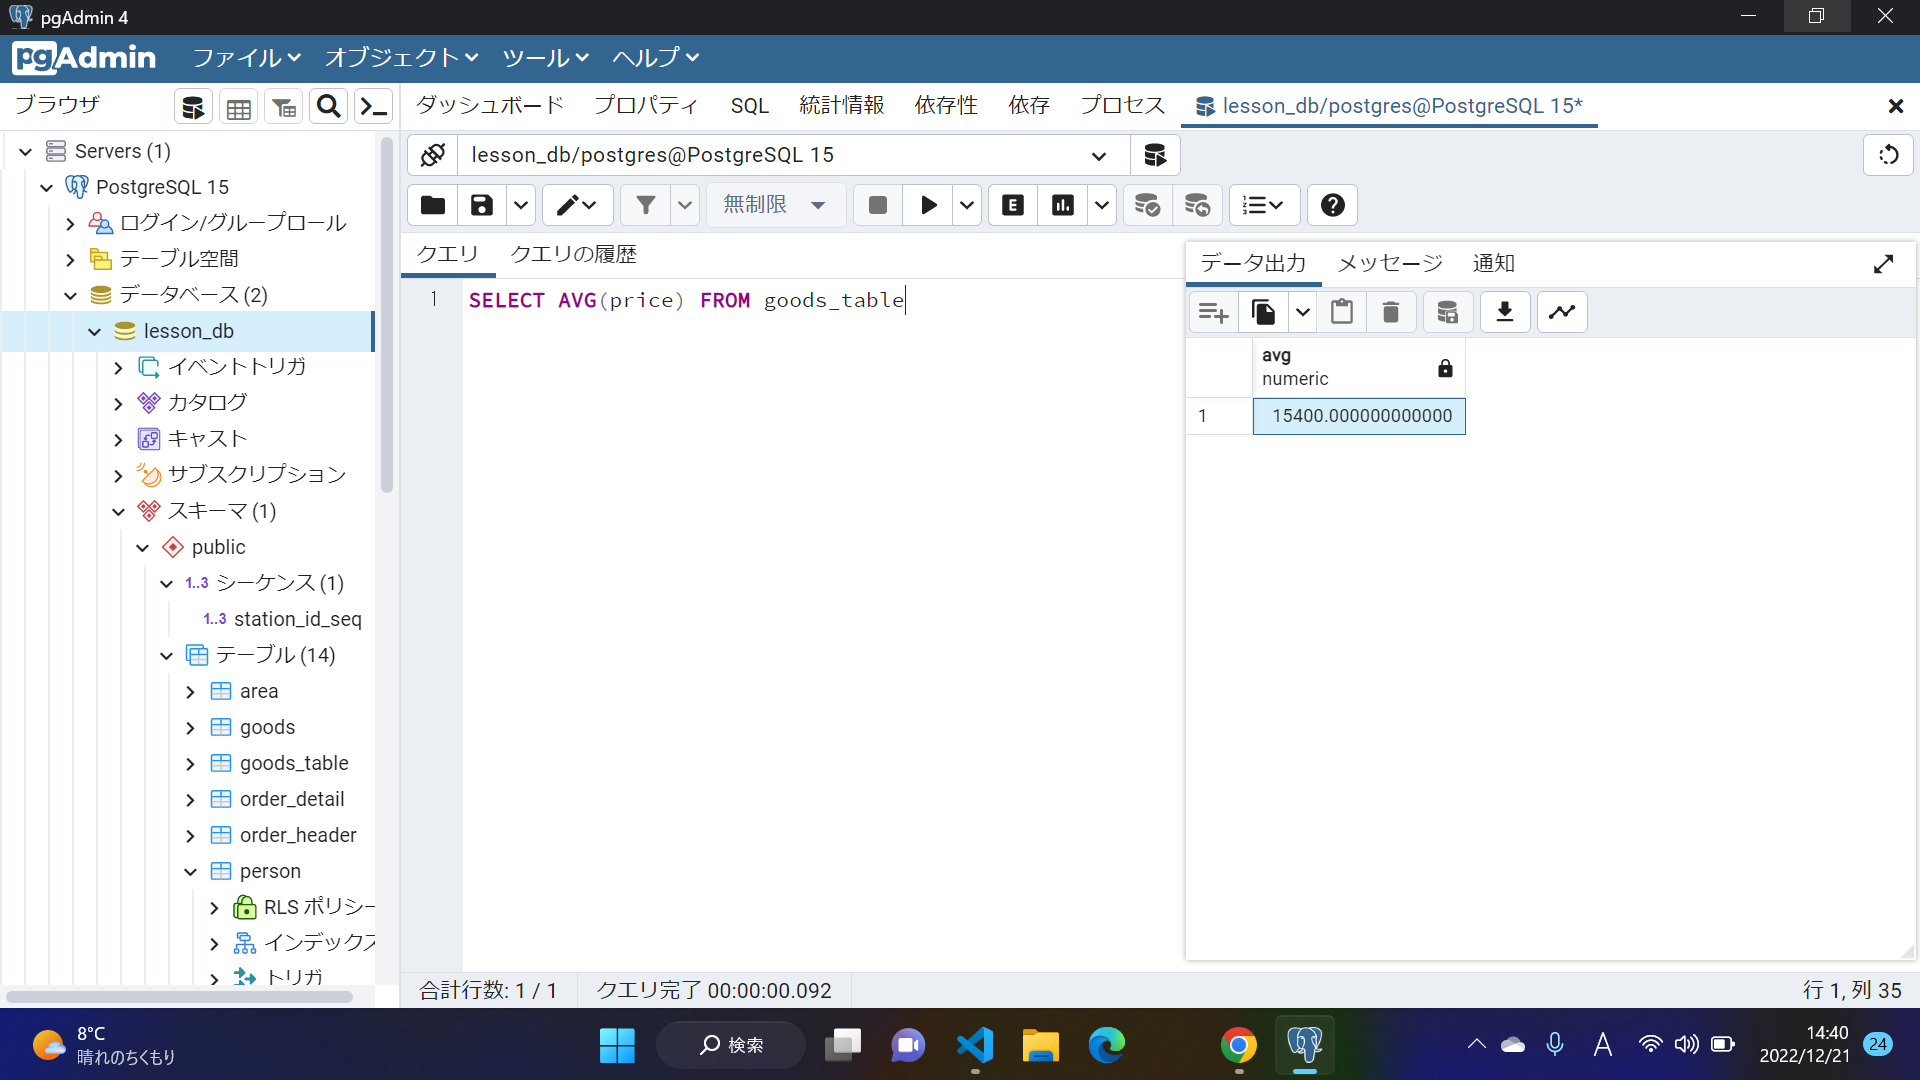 pgAdmin 4
pgAdmin ファイル オブジェクト ツール ヘルプ
ブラウザ
ダッシュボード プロパティ SQL 統計情報 依存性 依存 プロセス lesson_db/postgres@PostgreSQL 15*
Servers (1)
PostgreSQL 15
ログイン/グループロール
テーブル空間
データベース (2)
lesson_db
イベントトリガ
カタログ
キャスト
サブスクリプション
スキーマ (1)
public
1..3 シーケンス (1)
1..3 station_id_seq
テーブル (14)
area
goods
goods_table
order_detail
order_header
person
RLS ポリシー
インデックス
トリガ
lesson_db/postgres@PostgreSQL 15
無制限
E
クエリ クエリの履歴
1 SELECT AVG(price) FROM goods_table
データ出力 メッセージ 通知
avg
numeric
1 15400.000000000000
合計行数: 1 / 1 クエリ完了 00:00:00.092 行 1, 列 35
8°C
晴れのちくもり
検索
A
14:40
2022/12/21
24